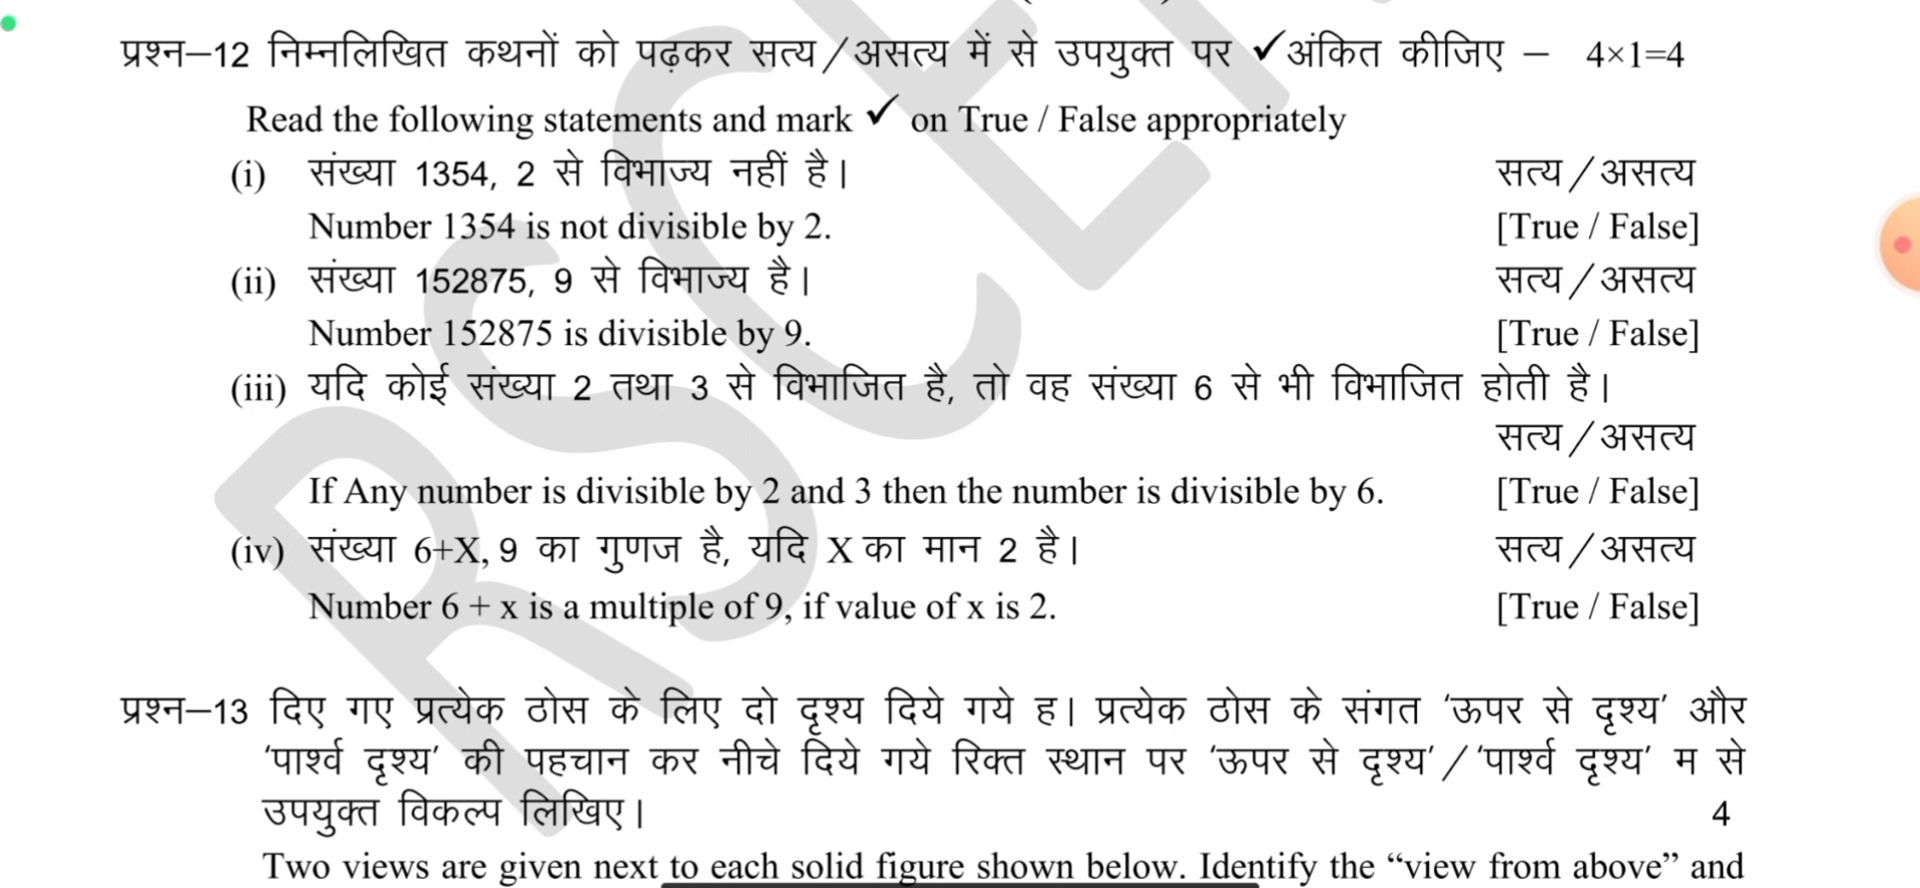 प्रश्न–12 निम्नलिखित कथनों को पढ़कर सत्य/असत्य में से उपयुक्त पर ✓अंकित कीजिए – 4×1=4
Read the following statements and mark ✓ on True / False appropriately
(i) संख्या 1354, 2 से विभाज्य नहीं है। सत्य/असत्य
Number 1354 is not divisible by 2. [True / False]
(ii) संख्या 152875, 9 से विभाज्य है। सत्य/असत्य
Number 152875 is divisible by 9. [True / False]
(iii) यदि कोई संख्या 2 तथा 3 से विभाजित है, तो वह संख्या 6 से भी विभाजित होती है।
सत्य/असत्य
If Any number is divisible by 2 and 3 then the number is divisible by 6. [True / False]
(iv) संख्या 6+X, 9 का गुणज है, यदि X का मान 2 है। सत्य/असत्य
Number 6 + x is a multiple of 9, if value of x is 2. [True / False]
प्रश्न–13 दिए गए प्रत्येक ठोस के लिए दो दृश्य दिये गये ह। प्रत्येक ठोस के संगत ‘ऊपर से दृश्य’ और
‘पार्श्व दृश्य’ की पहचान कर नीचे दिये गये रिक्त स्थान पर ‘ऊपर से दृश्य’/‘पार्श्व दृश्य’ म से
उपयुक्त विकल्प लिखिए। 4
Two views are given next to each solid figure shown below. Identify the “view from above” and